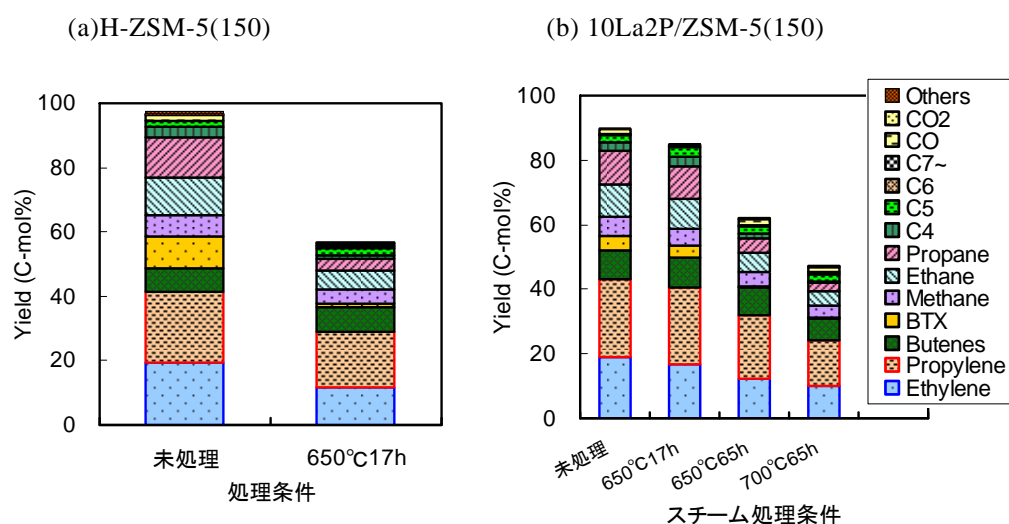 (a)H-ZSM-5(150)
(b) 10La2P/ZSM-5(150)
Yield (C-mol%)
100
80
60
40
20
0
未処理
650℃17h
処理条件
Yield (C-mol%)
100
80
60
40
20
0
未処理
650℃17h
650℃65h
700℃65h
スチーム処理条件
Others
CO2
CO
C7~
C6
C5
C4
Propane
Ethane
Methane
BTX
Butenes
Propylene
Ethylene